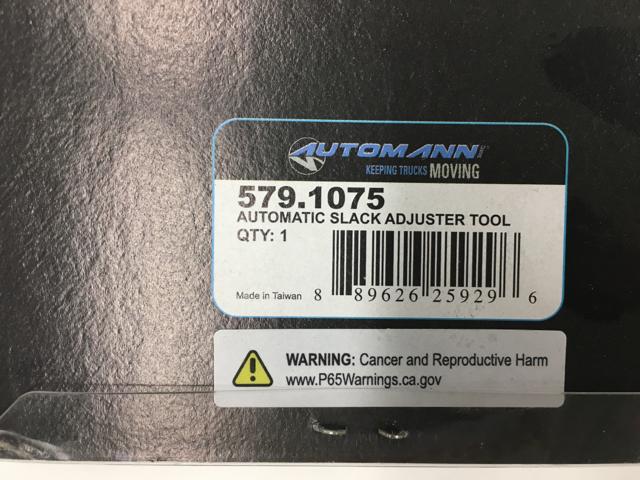 AUTOMANN
KEEPING TRUCKS MOVING
579.1075
AUTOMATIC SLACK ADJUSTER TOOL
QTY: 1
Made in Taiwan
8 89626 25929 6
WARNING: Cancer and Reproductive Harm
www.P65Warnings.ca.gov